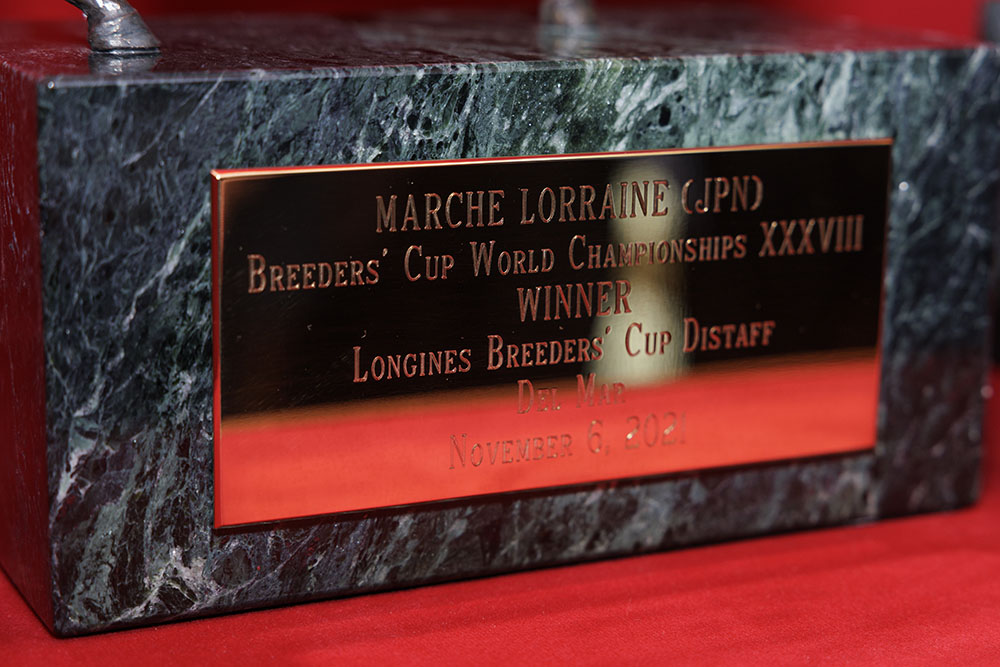 MARCHE LORRAINE (JPN)
BREEDERS' CUP WORLD CHAMPIONSHIPS XXXVIII
WINNER
LONGINES BREEDERS' CUP DISTAFF
DEL MAR
NOVEMBER 6, 2021